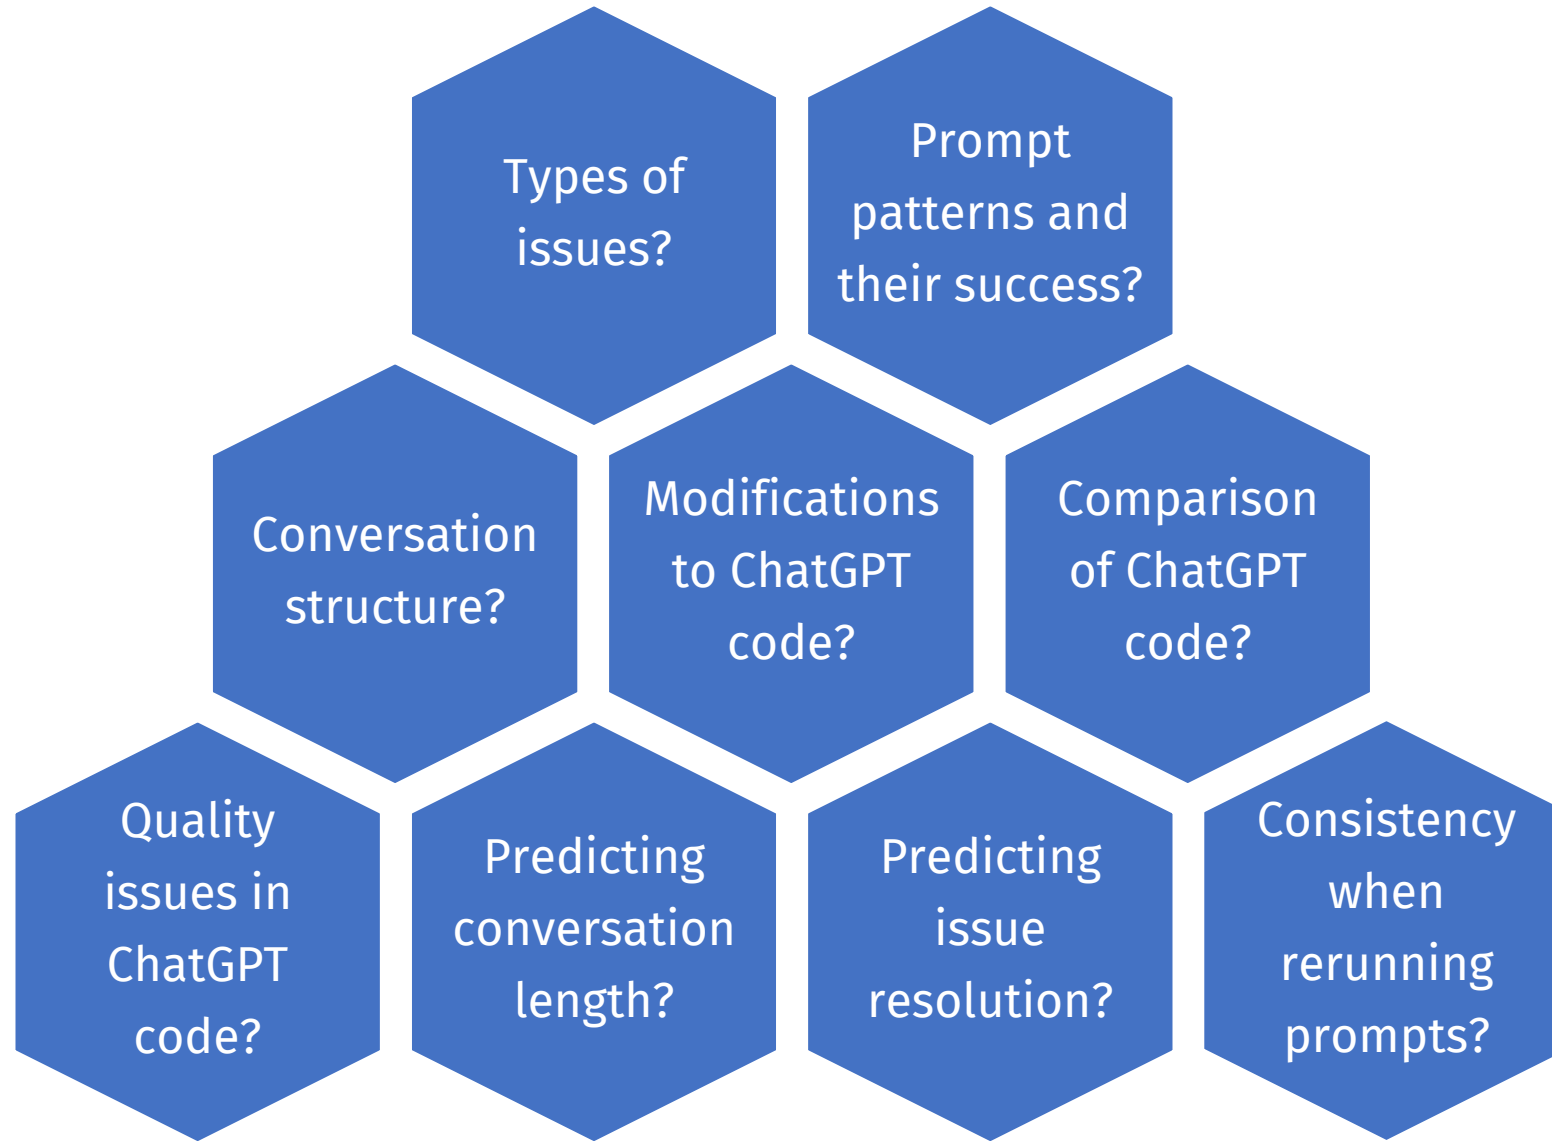 Types of
issues?
Prompt
patterns and
their success?
Conversation
structure?
Modifications
to ChatGPT
code?
Comparison
of ChatGPT
code?
Quality
issues in
ChatGPT
code?
Predicting
conversation
length?
Predicting
issue
resolution?
Consistency
when
rerunning
prompts?